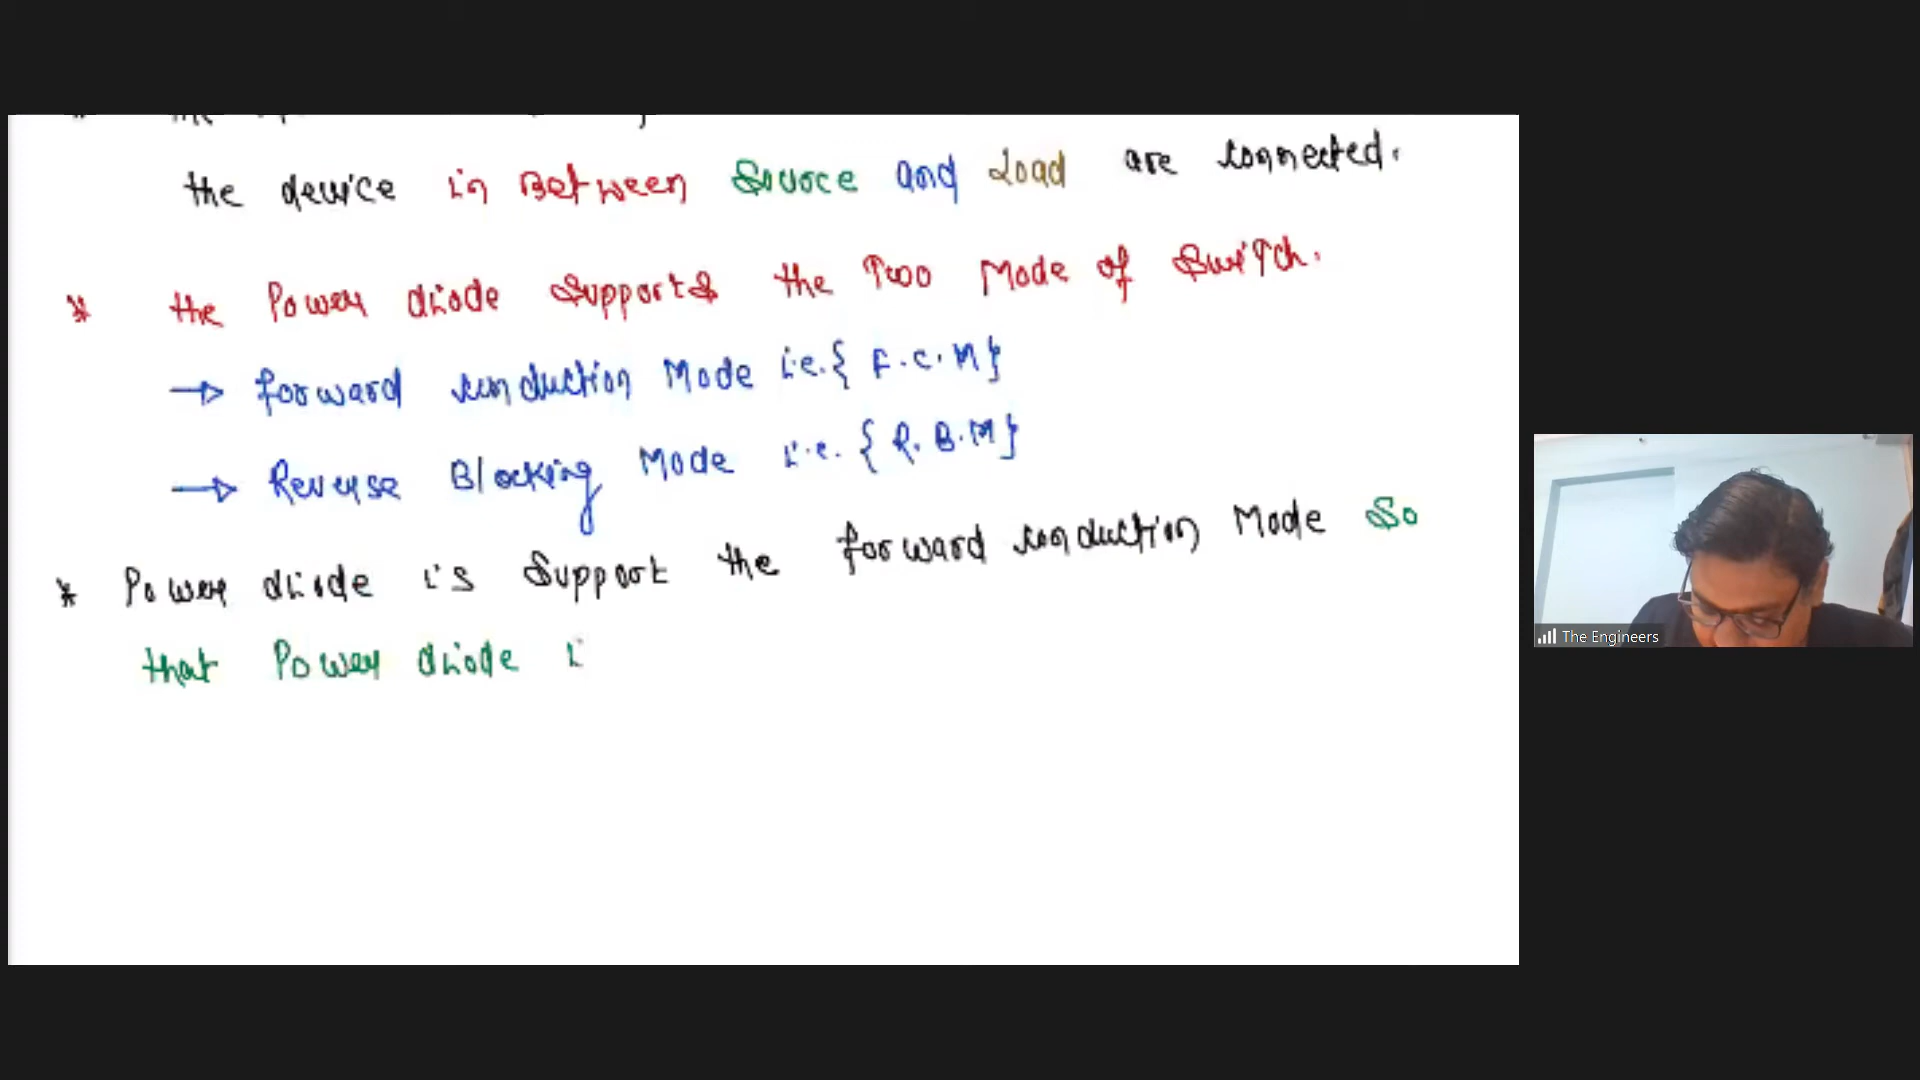 the device in Between Source and Load are connected.
* the Power diode supports the Two Mode of Switch.
→ forward conduction Mode i.e. { F.C.M }
→ Reverse Blocking Mode i.e. { R.B.M }
* Power diode is Support the forward conduction Mode So
that Power diode i
The Engineers